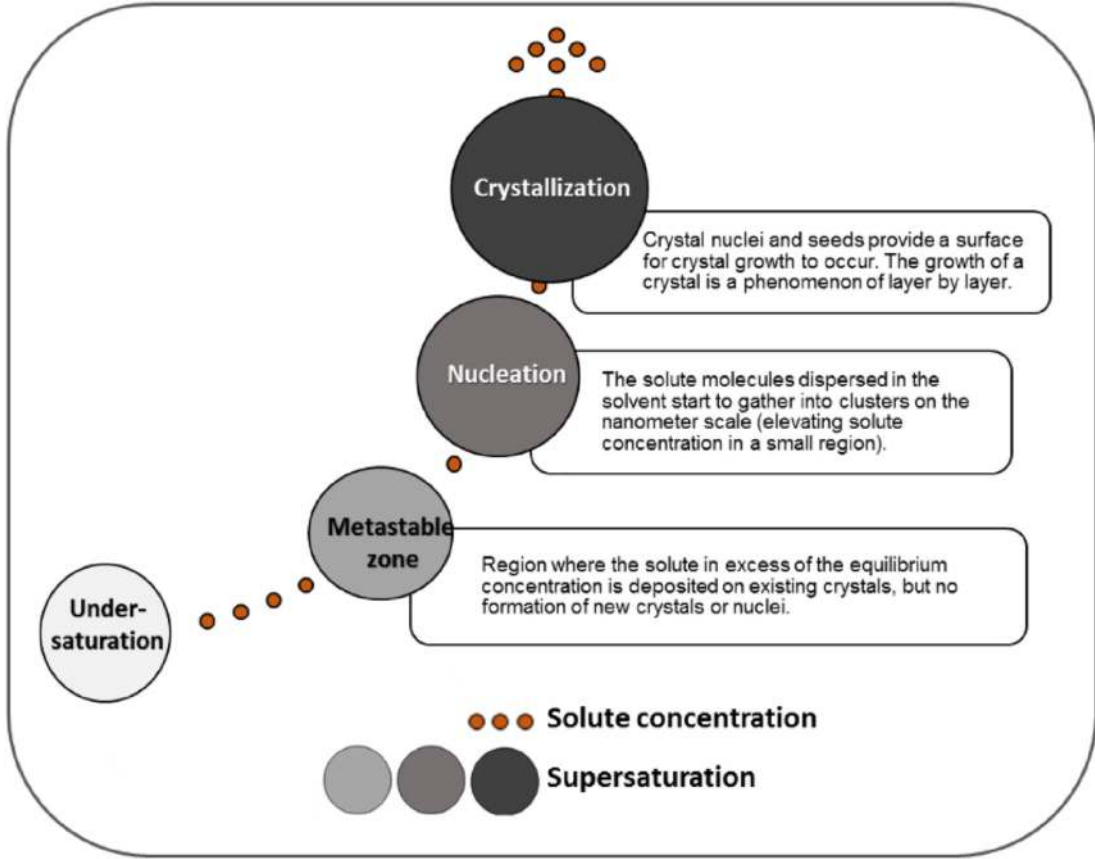 Crystallization
Crystal nuclei and seeds provide a surface
for crystal growth to occur. The growth of a
crystal is a phenomenon of layer by layer.
Nucleation
The solute molecules dispersed in the
solvent start to gather into clusters on the
nanometer scale (elevating solute
concentration in a small region).
Metastable
zone
Region where the solute in excess of the equilibrium
concentration is deposited on existing crystals, but no
formation of new crystals or nuclei.
Under-
saturation
Solute concentration
Supersaturation